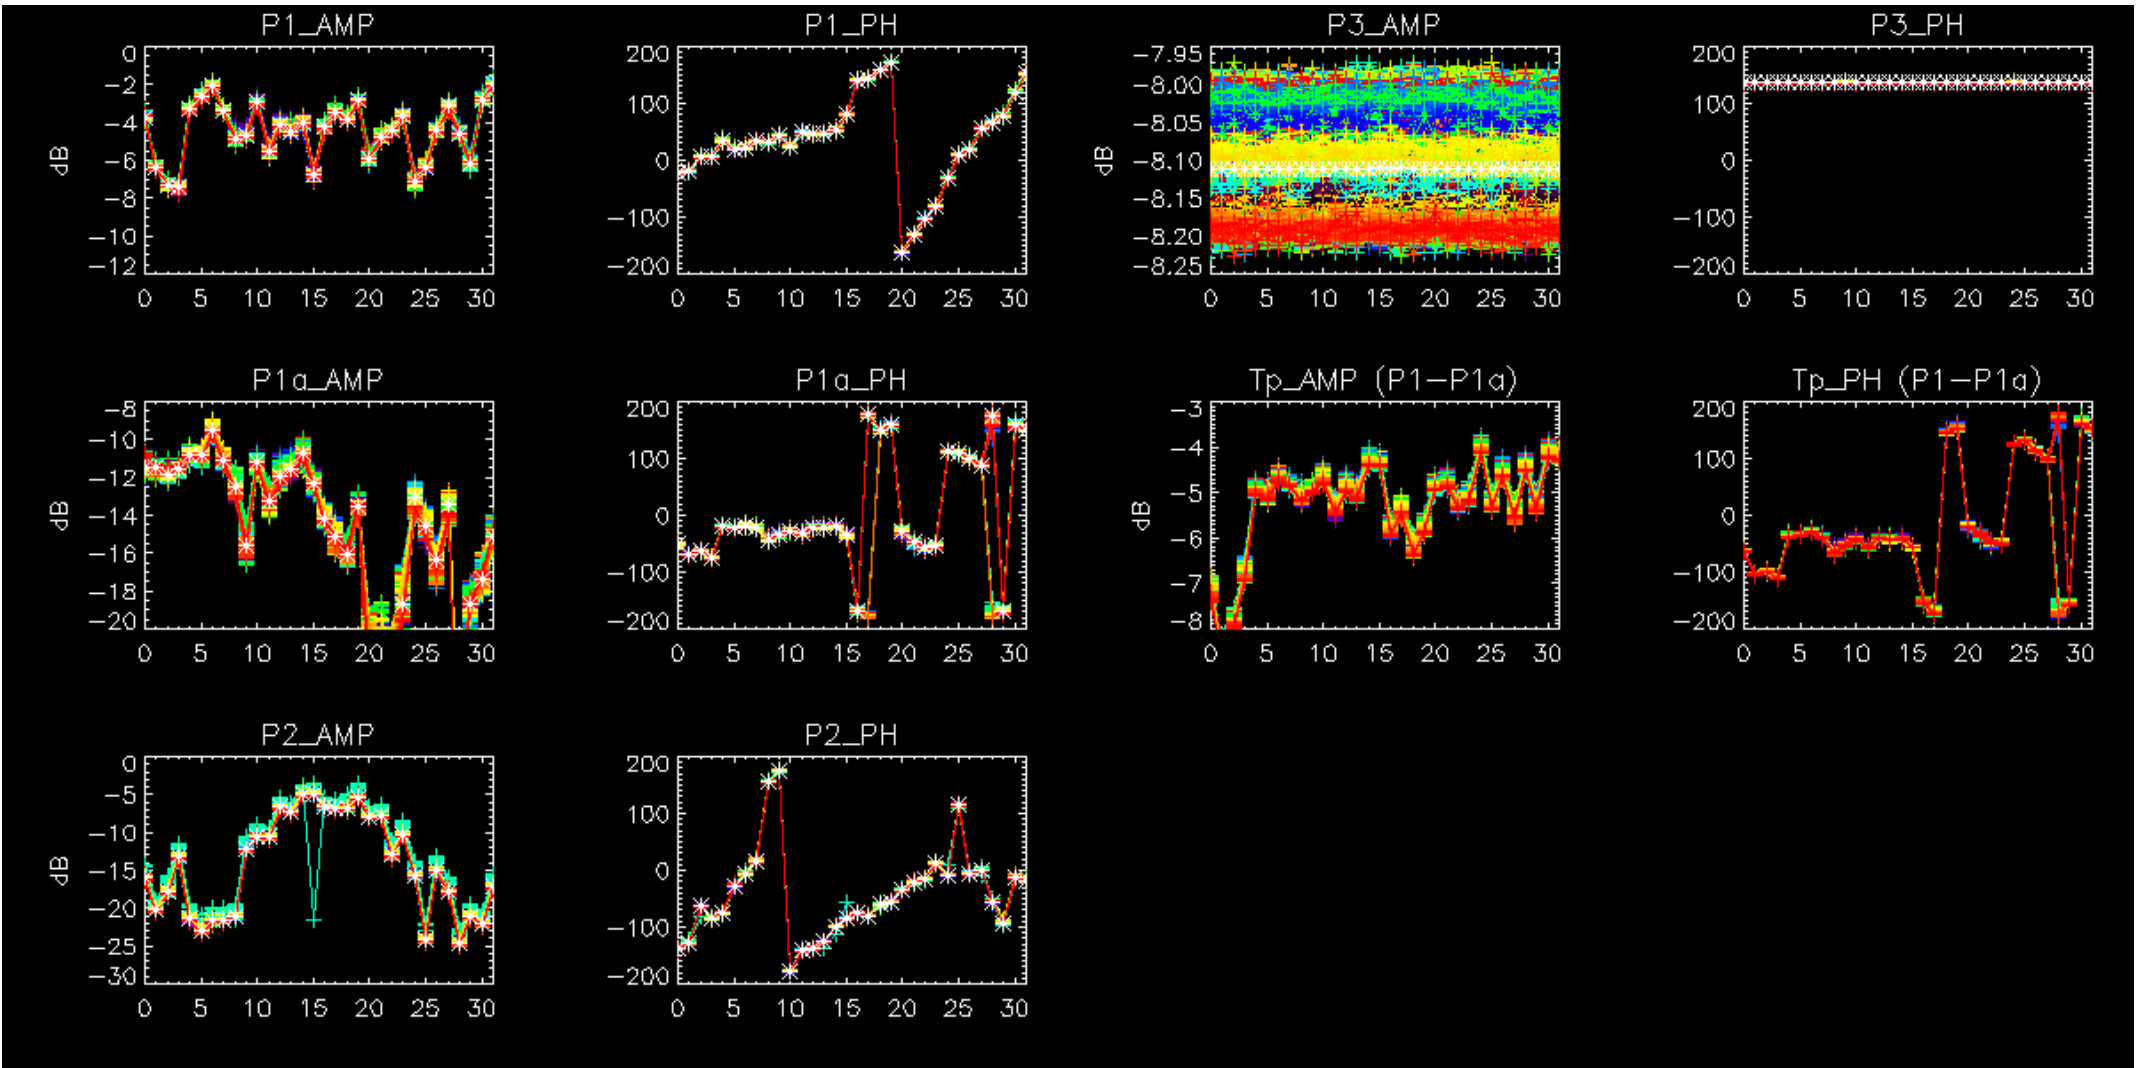 P1_AMP
dB
0
−2
−4
−6
−8
−10
−12
0 5 10 15 20 25 30
P1_PH
200
100
0
−100
−200
0 5 10 15 20 25 30
P3_AMP
dB
−7.95
−8.00
−8.05
−8.10
−8.15
−8.20
−8.25
0 5 10 15 20 25 30
P3_PH
200
100
0
−100
−200
0 5 10 15 20 25 30
P1a_AMP
dB
−8
−10
−12
−14
−16
−18
−20
0 5 10 15 20 25 30
P1a_PH
200
100
0
−100
−200
0 5 10 15 20 25 30
Tp_AMP (P1−P1a)
dB
−3
−4
−5
−6
−7
−8
0 5 10 15 20 25 30
Tp_PH (P1−P1a)
200
100
0
−100
−200
0 5 10 15 20 25 30
P2_AMP
dB
0
−5
−10
−15
−20
−25
−30
0 5 10 15 20 25 30
P2_PH
200
100
0
−100
−200
0 5 10 15 20 25 30